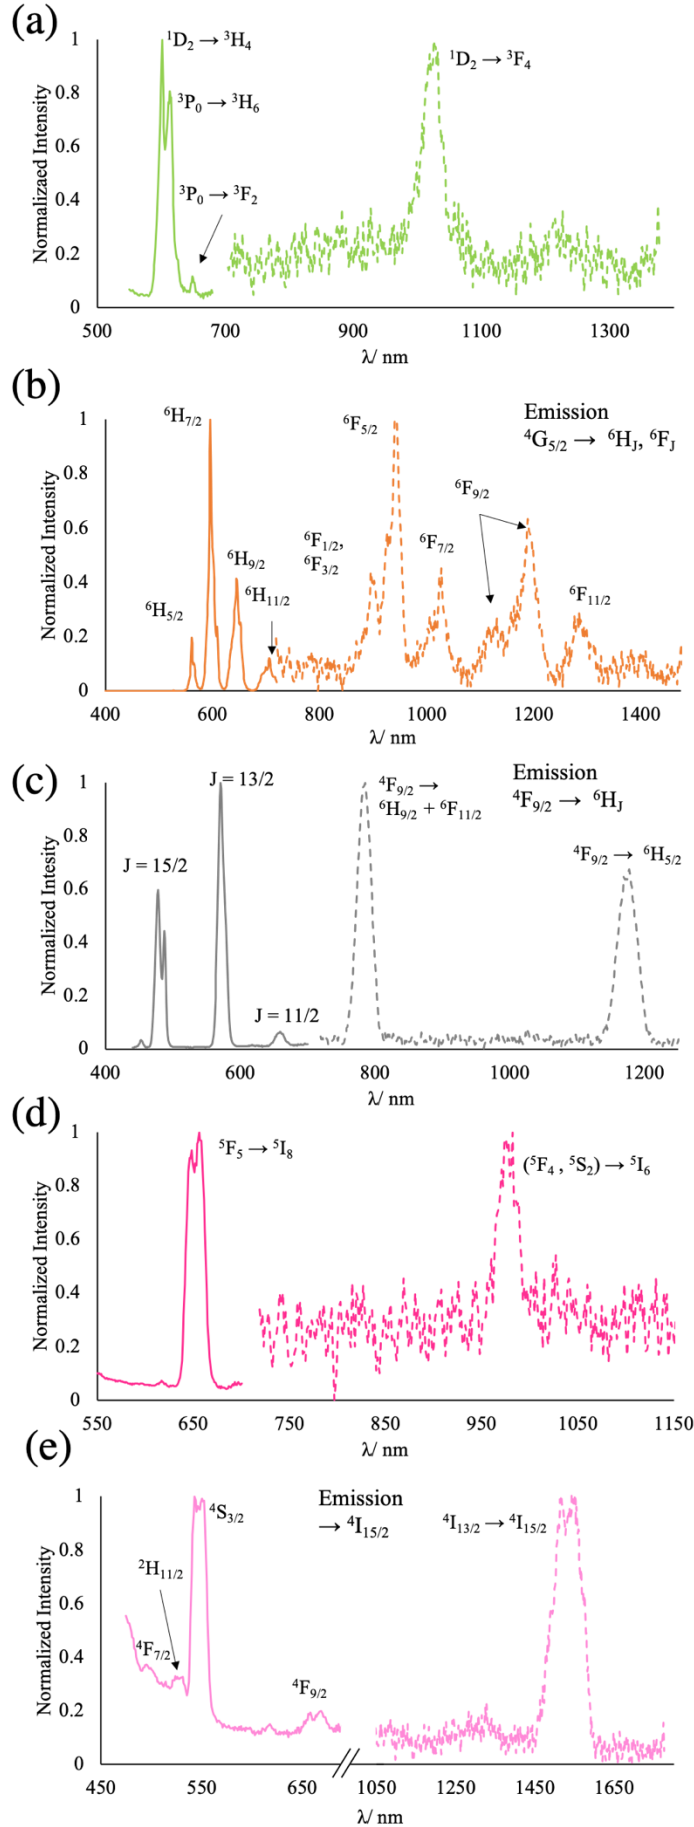 (a)
¹D₂ → ³H₄
³P₀ → ³H₆
³P₀ → ³F₂
¹D₂ → ³F₄
Normalizaed Intensity
1
0.8
0.6
0.4
0.2
0
500 700 900 1100 1300
λ/ nm
(b)
⁶H₇/₂
⁶F₅/₂
Emission
⁴G₅/₂ → ⁶H_J, ⁶F_J
⁶F₉/₂
⁶F₁/₂,
⁶F₃/₂
⁶F₇/₂
⁶H₉/₂
⁶H₁₁/₂
⁶H₅/₂
⁶F₁₁/₂
Normalized Intensity
1
0.8
0.6
0.4
0.2
0
400 600 800 1000 1200 1400
λ/ nm
(c)
J = 13/2
⁴F₉/₂ →
⁶H₉/₂ + ⁶F₁₁/₂
Emission
⁴F₉/₂ → ⁶H_J
J = 15/2
⁴F₉/₂ → ⁶H₅/₂
J = 11/2
Normalized Intesity
1
0.8
0.6
0.4
0.2
0
400 600 800 1000 1200
λ/ nm
(d)
⁵F₅ → ⁵I₈
(⁵F₄ , ⁵S₂) → ⁵I₆
Normalized Intensity
1
0.8
0.6
0.4
0.2
0
550 650 750 850 950 1050 1150
λ/ nm
(e)
⁴S₃/₂
Emission
→ ⁴I₁₅/₂
⁴I₁₃/₂ → ⁴I₁₅/₂
²H₁₁/₂
⁴F₇/₂
⁴F₉/₂
Normalized Intensity
1
0.8
0.6
0.4
0.2
0
450 550 650 1050 1250 1450 1650
λ/ nm